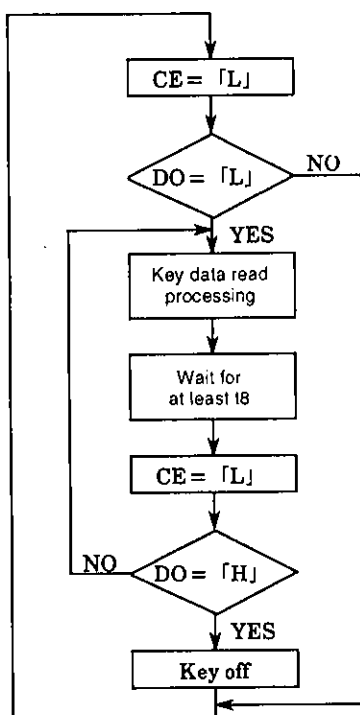 CE = ｢L｣
DO = ｢L｣
NO
YES
Key data read
processing
Wait for
at least t8
CE = ｢L｣
NO
DO = ｢H｣
YES
Key off